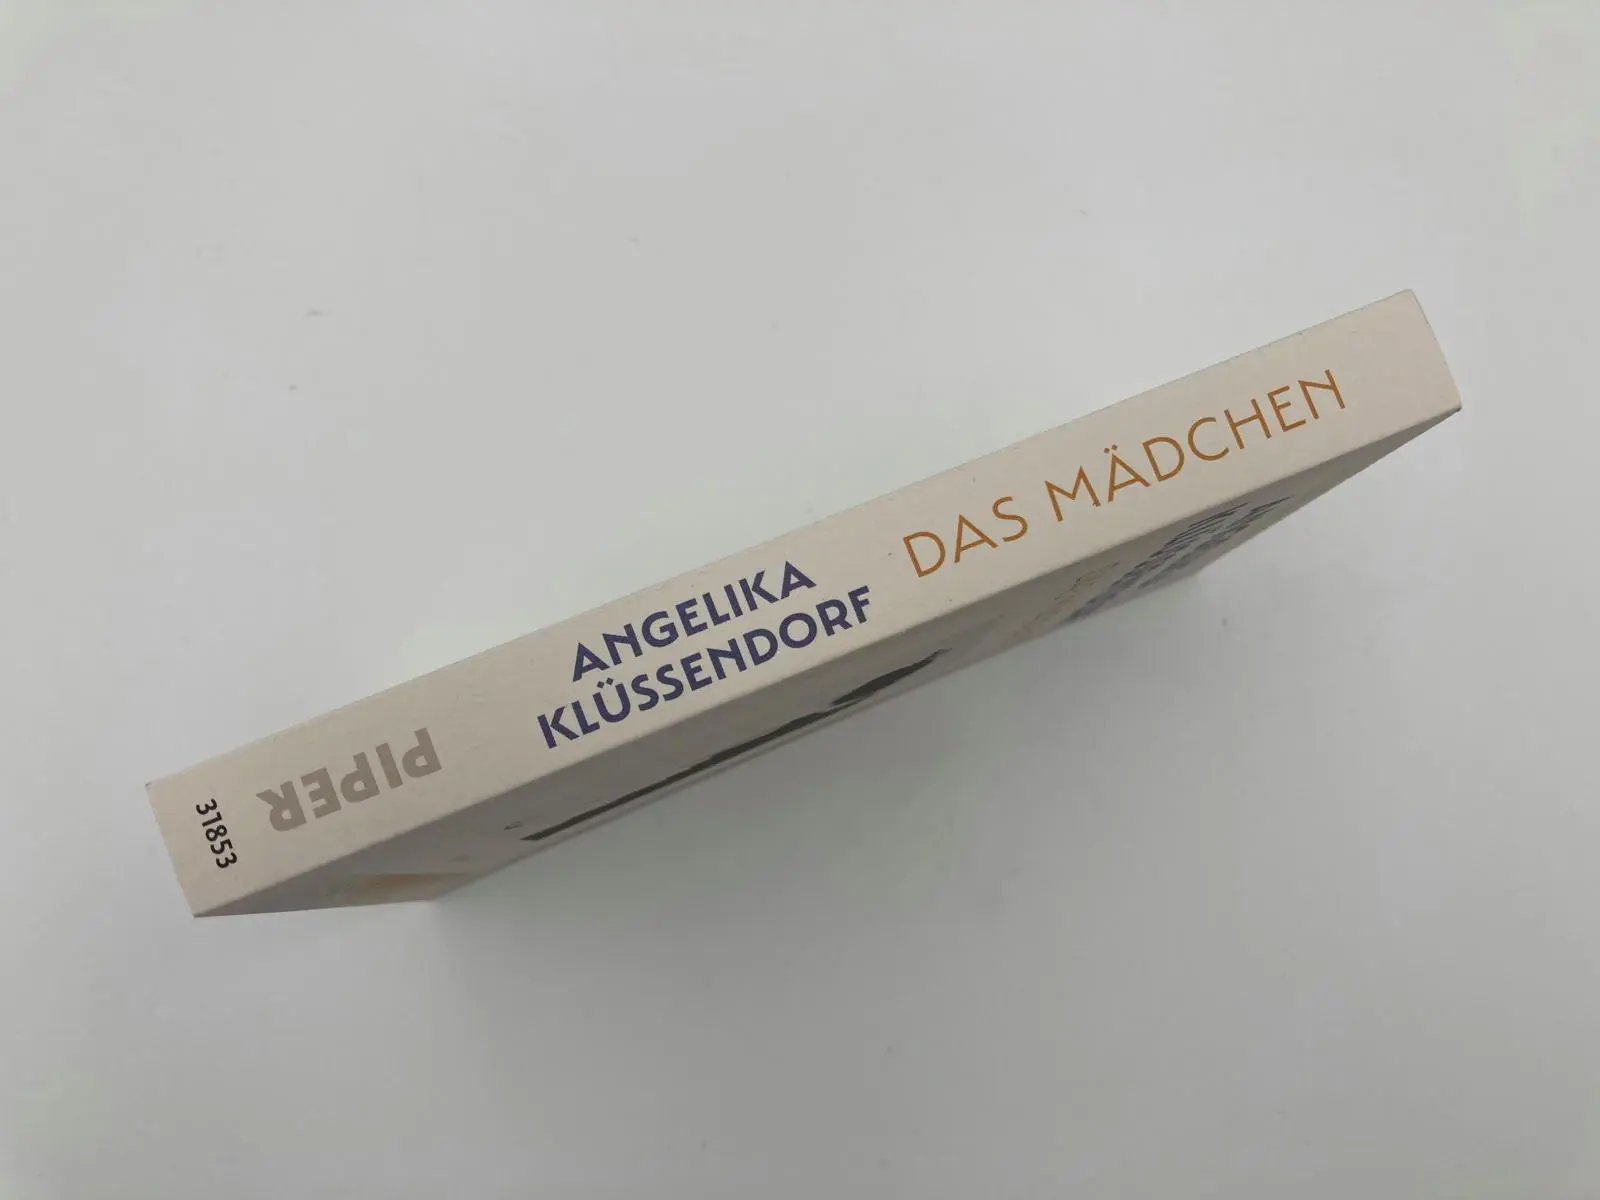 ANGELIKA
KLÜSSENDORF
DAS MÄDCHEN
PIPER
31853